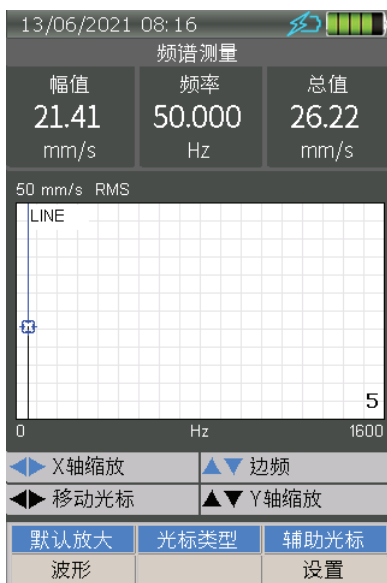 13/06/2021 08:16
频谱测量
幅值 频率 总值
21.41 50.000 26.22
mm/s Hz mm/s
50 mm/s RMS
LINE
5
0 Hz 1600
X轴缩放 边频
移动光标 Y轴缩放
默认放大 光标类型 辅助光标
波形 设置